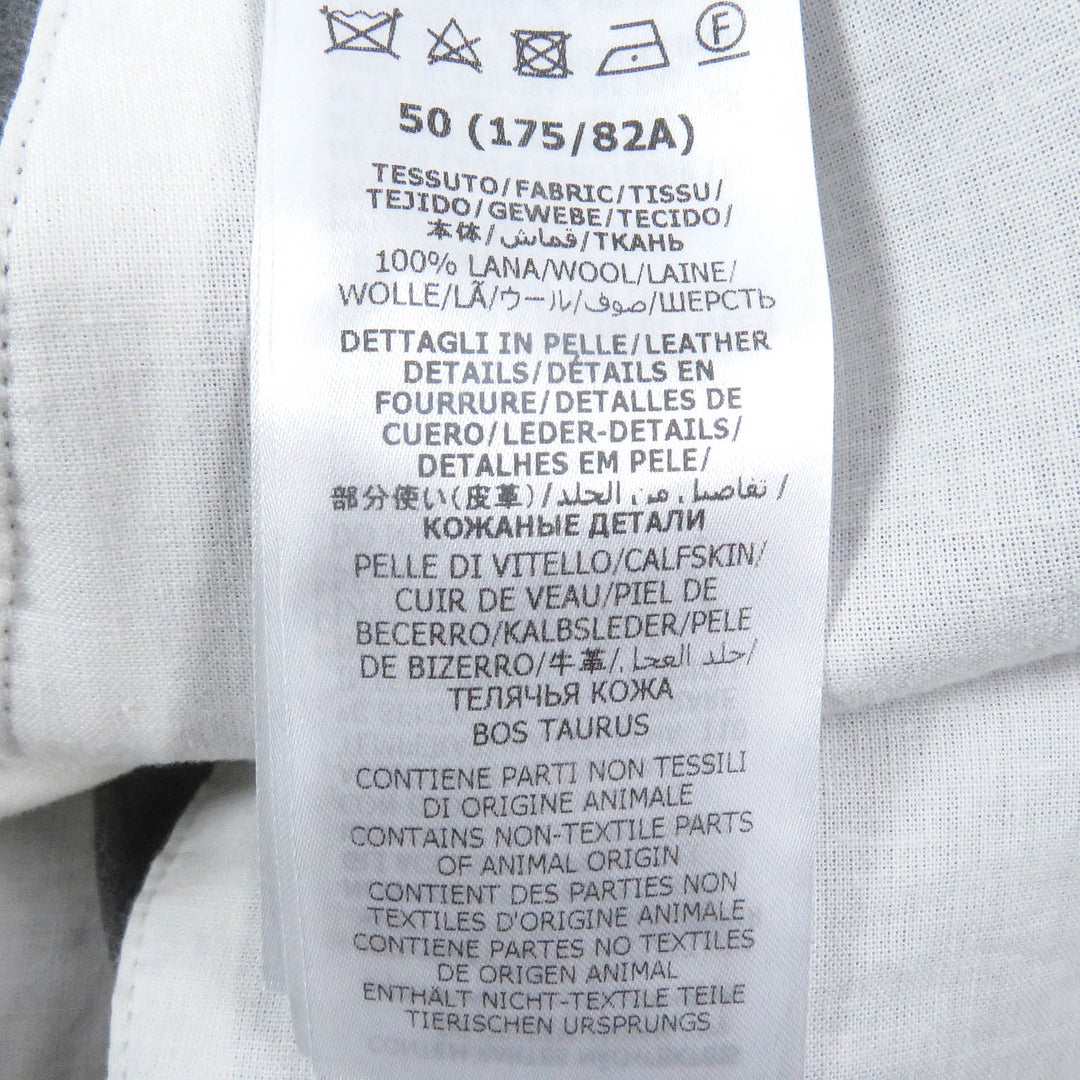 F
50 (175/82A)
TESSUTO/FABRIC/TISSU/
TEJIDO/GEWEBE/TECIDO/
本体/قماش/ТКАНЬ
100% LANA/WOOL/LAINE/
WOLLE/LÃ/ウール/صوف/ШЕРСТЬ
DETTAGLI IN PELLE/LEATHER
DETAILS/DÉTAILS EN
FOURRURE/DETALLES DE
CUERO/LEDER-DETAILS/
DETALHES EM PELE/
部分使い(皮革)/تفاصيل من الجلد/
КОЖАНЫЕ ДЕТАЛИ
PELLE DI VITELLO/CALFSKIN/
CUIR DE VEAU/PIEL DE
BECERRO/KALBSLEDER/PELE
DE BIZERRO/牛革/جلد العجل/
ТЕЛЯЧЬЯ КОЖА
BOS TAURUS
CONTIENE PARTI NON TESSILI
DI ORIGINE ANIMALE
CONTAINS NON-TEXTILE PARTS
OF ANIMAL ORIGIN
CONTIENT DES PARTIES NON
TEXTILES D'ORIGINE ANIMALE
CONTIENE PARTES NO TEXTILES
DE ORIGEN ANIMAL
ENTHÄLT NICHT-TEXTILE TEILE
TIERISCHEN URSPRUNGS